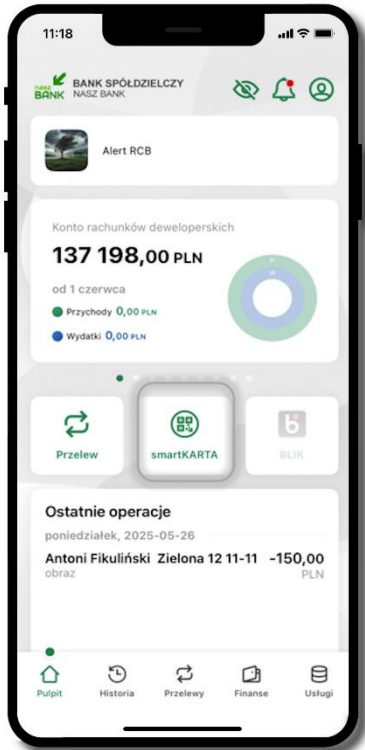 11:18
nasz
BANK
BANK SPÓŁDZIELCZY
NASZ BANK
Alert RCB
Konto rachunków deweloperskich
137 198,00 PLN
od 1 czerwca
Przychody 0,00 PLN
Wydatki 0,00 PLN
P
W
Przelew
smartKARTA
BLIK
Ostatnie operacje
poniedziałek, 2025-05-26
Antoni Fikuliński Zielona 12 11-11 -150,00
obraz PLN
Pulpit
Historia
Przelewy
Finanse
Usługi